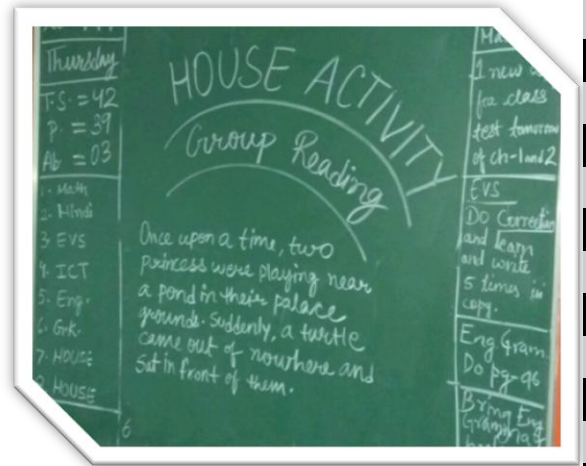 Thursday
T.S. = 42
P. = 39
Ab = 03
1. Math
2. Hindi
3. EVS
4. ICT
5. Eng.
6. G.K.
7. HOUSE
HOUSE
HOUSE ACTIVITY
Group Reading
Once upon a time, two
princess were playing near
a pond in their palace
grounds. Suddenly, a turtle
came out of nowhere and
sat in front of them.
6
1 new
for class
test tomorrow
of ch-1 and 2
EVS
Do Correction
and learn
and write
5 times in
copy.
Eng Gram.
Do pg-96
Bring Eng